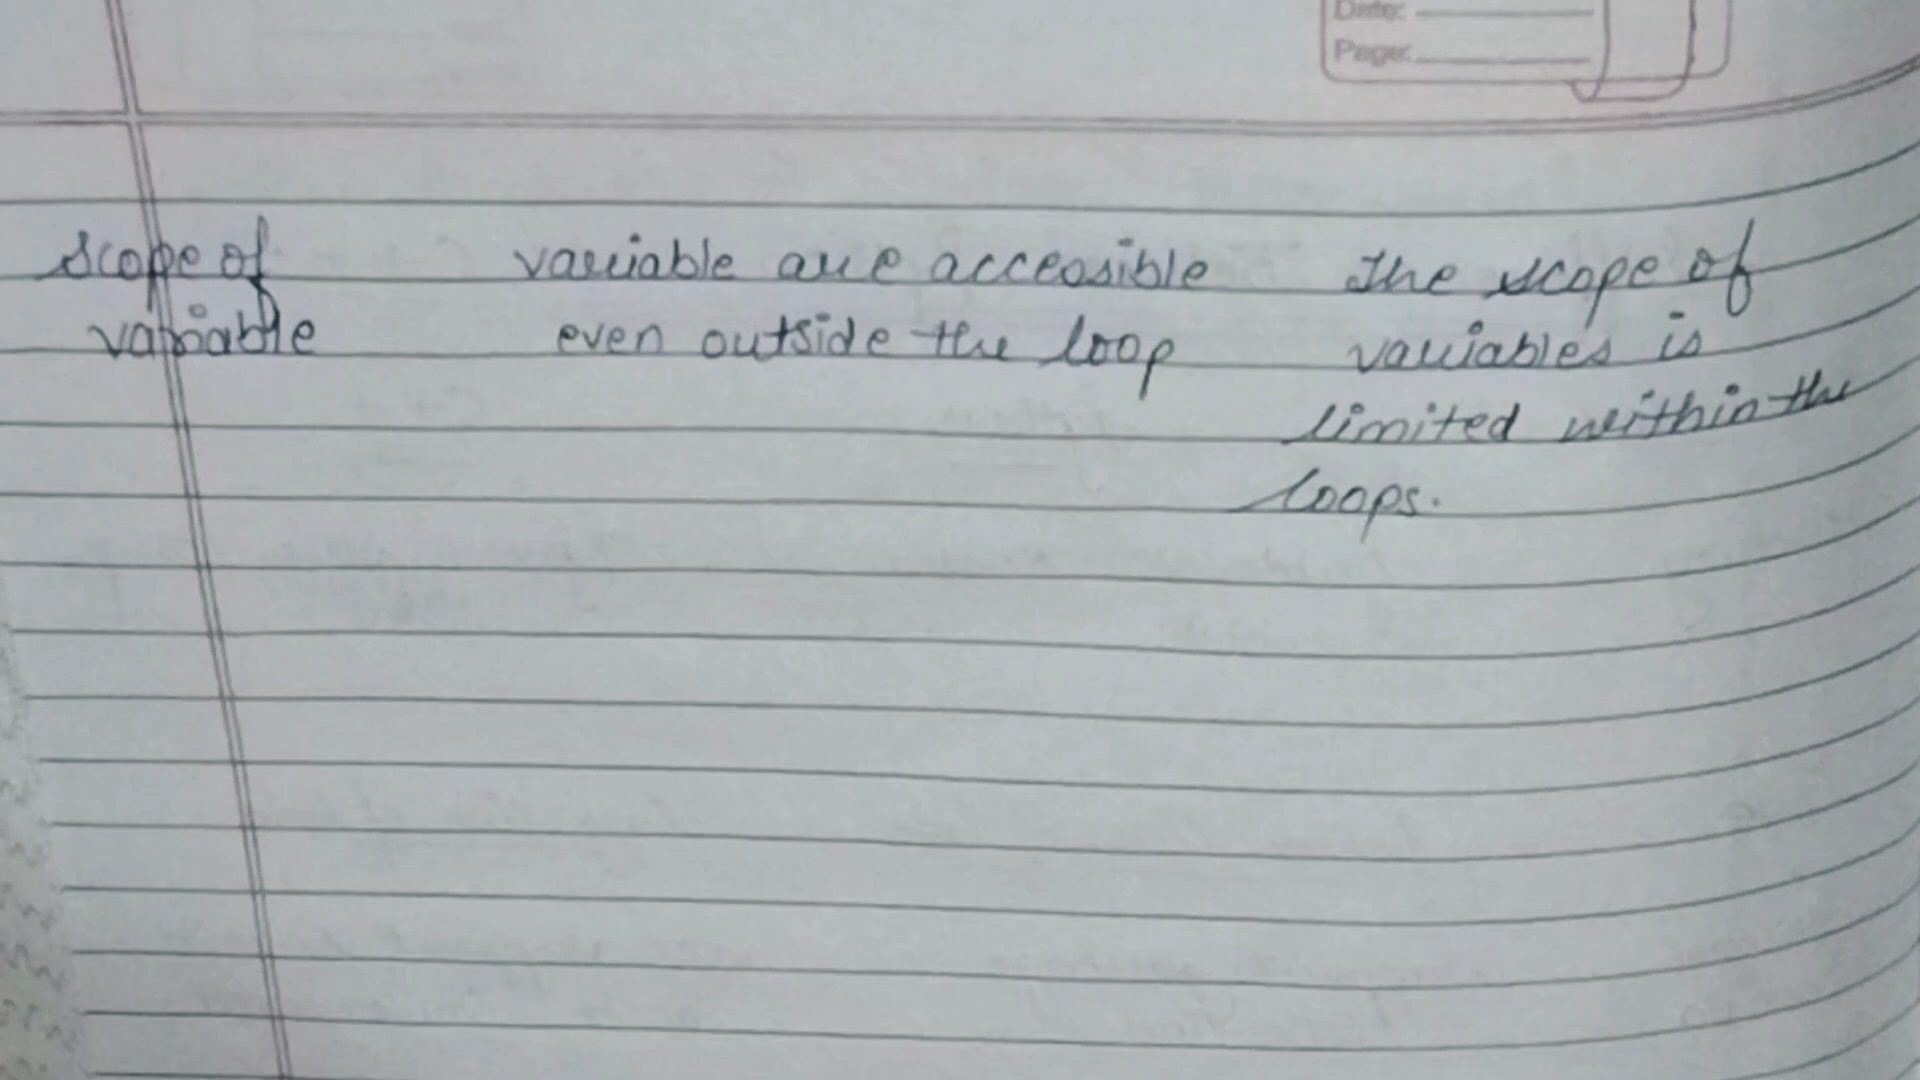 Date:
Page:
scope of variable are accessible the scope of
variable even outside the loop variables is
limited within the
loops.